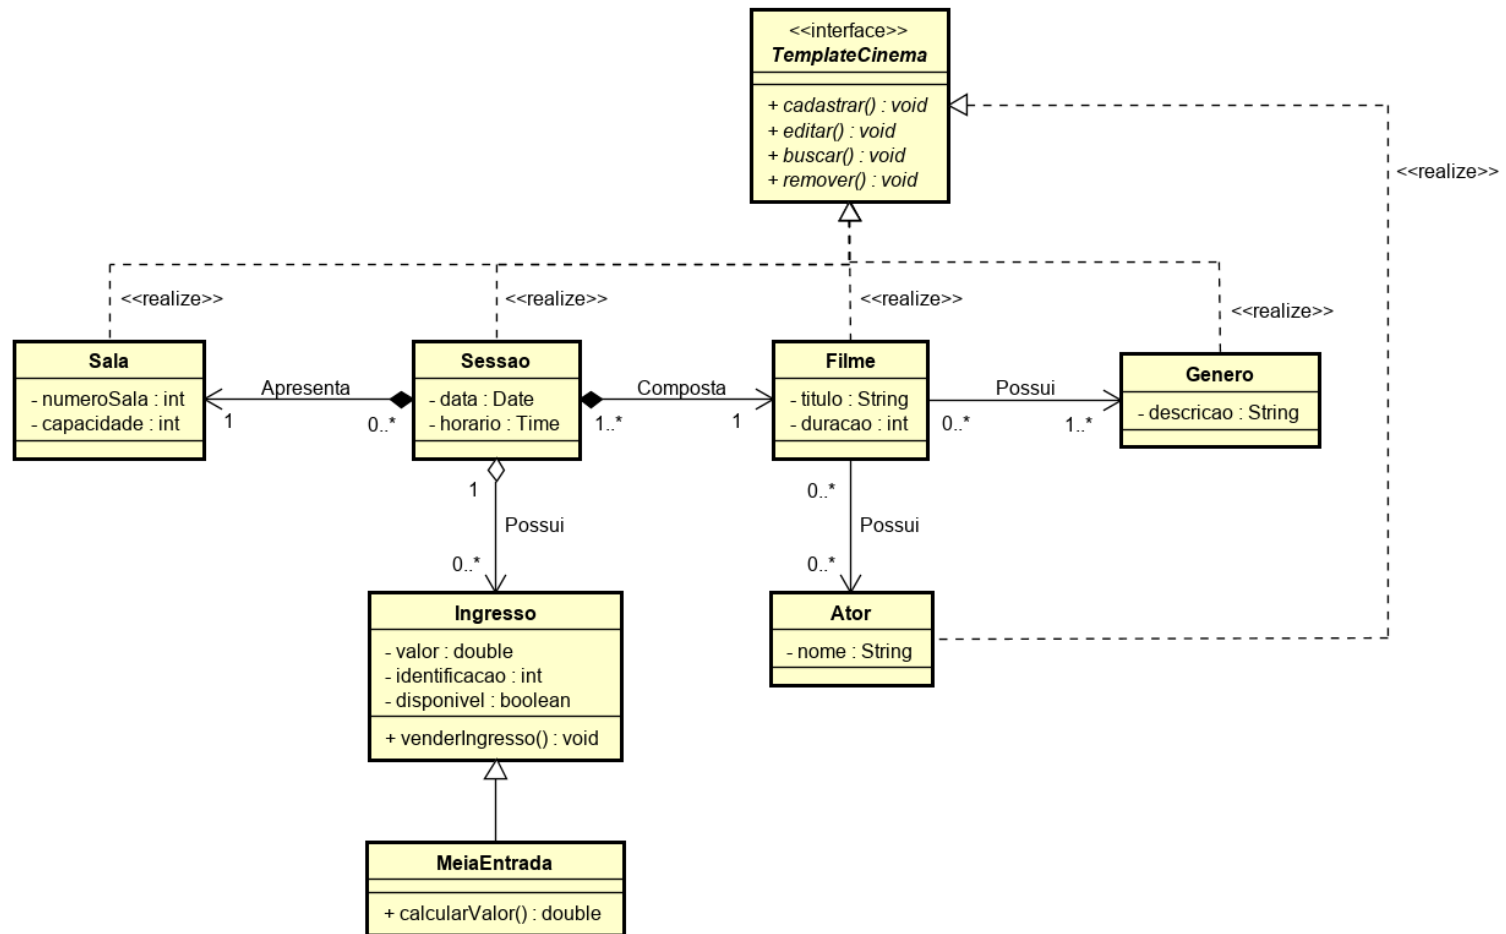 <<interface>>
TemplateCinema
+ cadastrar() : void
+ editar() : void
+ buscar() : void
+ remover() : void
<<realize>>
<<realize>>
<<realize>>
<<realize>>
<<realize>>
Sala
- numeroSala : int
- capacidade : int
Apresenta
1
0..*
Sessao
- data : Date
- horario : Time
Composta
1..*
1
Filme
- titulo : String
- duracao : int
Possui
0..*
1..*
Genero
- descricao : String
1
Possui
0..*
0..*
Possui
0..*
Ingresso
- valor : double
- identificacao : int
- disponivel : boolean
+ venderIngresso() : void
Ator
- nome : String
MeiaEntrada
+ calcularValor() : double